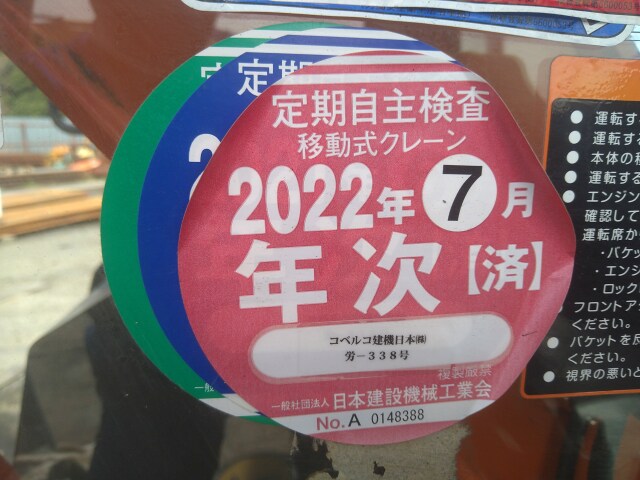 定期
定期自主検査
移動式クレーン
2022年7月
年次【済】
コベルコ建機日本㈱
労－338号
複製厳禁
一般社団法人 日本建設機械工業会
No.A 0148388
運転す
運転する
本体の
運転する
エンジン
確認して
運転席か
・バケッ
・エンジ
・ロック
フロントア
ください。
バケットを反
ください。
視界の悪いと